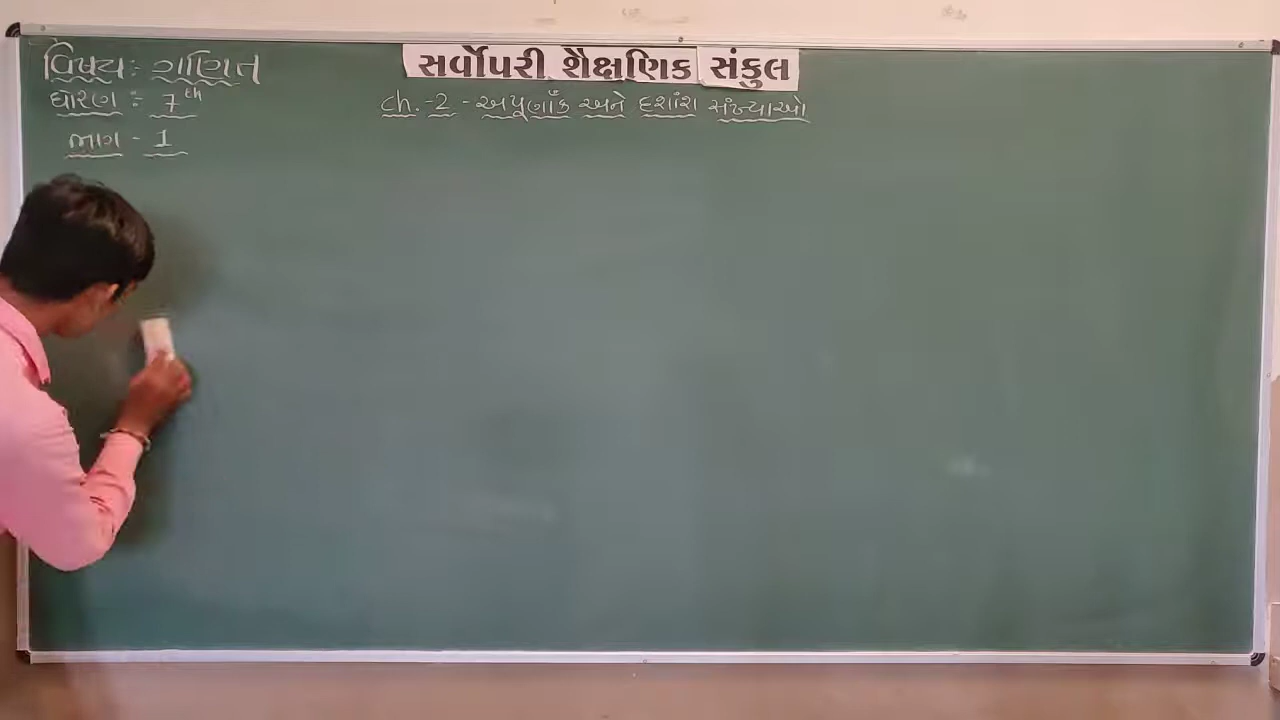 સર્વોપરી શૈક્ષણિક સંકુલ
વિષય: ગણિત
ધોરણ :- 7th
ch.-2 - અપૂર્ણાંક અને દશાંશ સંખ્યાઓ
ભાગ - 1